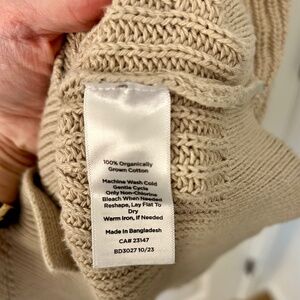 100% Organically
Grown Cotton
Machine Wash Cold
Gentle Cycle
Only Non-Chlorine
Bleach When Needed
Reshape, Lay Flat To
Dry
Warm Iron, If Needed
Made In Bangladesh
CA# 23147
BD3027 10/23